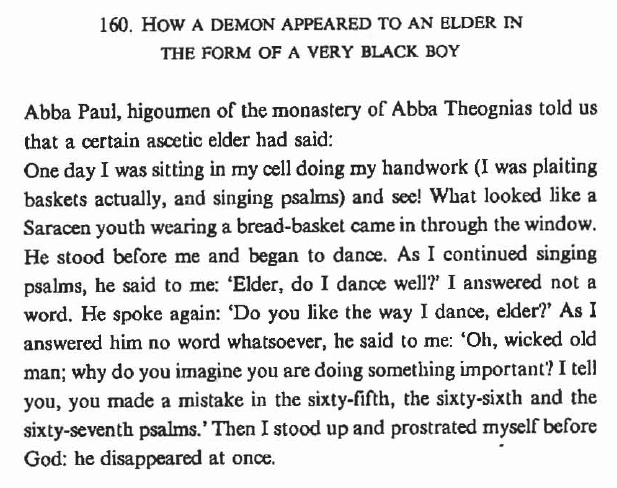 160. HOW A DEMON APPEARED TO AN ELDER IN
THE FORM OF A VERY BLACK BOY
Abba Paul, higoumen of the monastery of Abba Theognias told us
that a certain ascetic elder had said:
One day I was sitting in my cell doing my handwork (I was plaiting
baskets actually, and singing psalms) and see! What looked like a
Saracen youth wearing a bread-basket came in through the window.
He stood before me and began to dance. As I continued singing
psalms, he said to me: ‘Elder, do I dance well?’ I answered not a
word. He spoke again: ‘Do you like the way I dance, elder?’ As I
answered him no word whatsoever, he said to me: ‘Oh, wicked old
man; why do you imagine you are doing something important? I tell
you, you made a mistake in the sixty-fifth, the sixty-sixth and the
sixty-seventh psalms.’ Then I stood up and prostrated myself before
God: he disappeared at once.